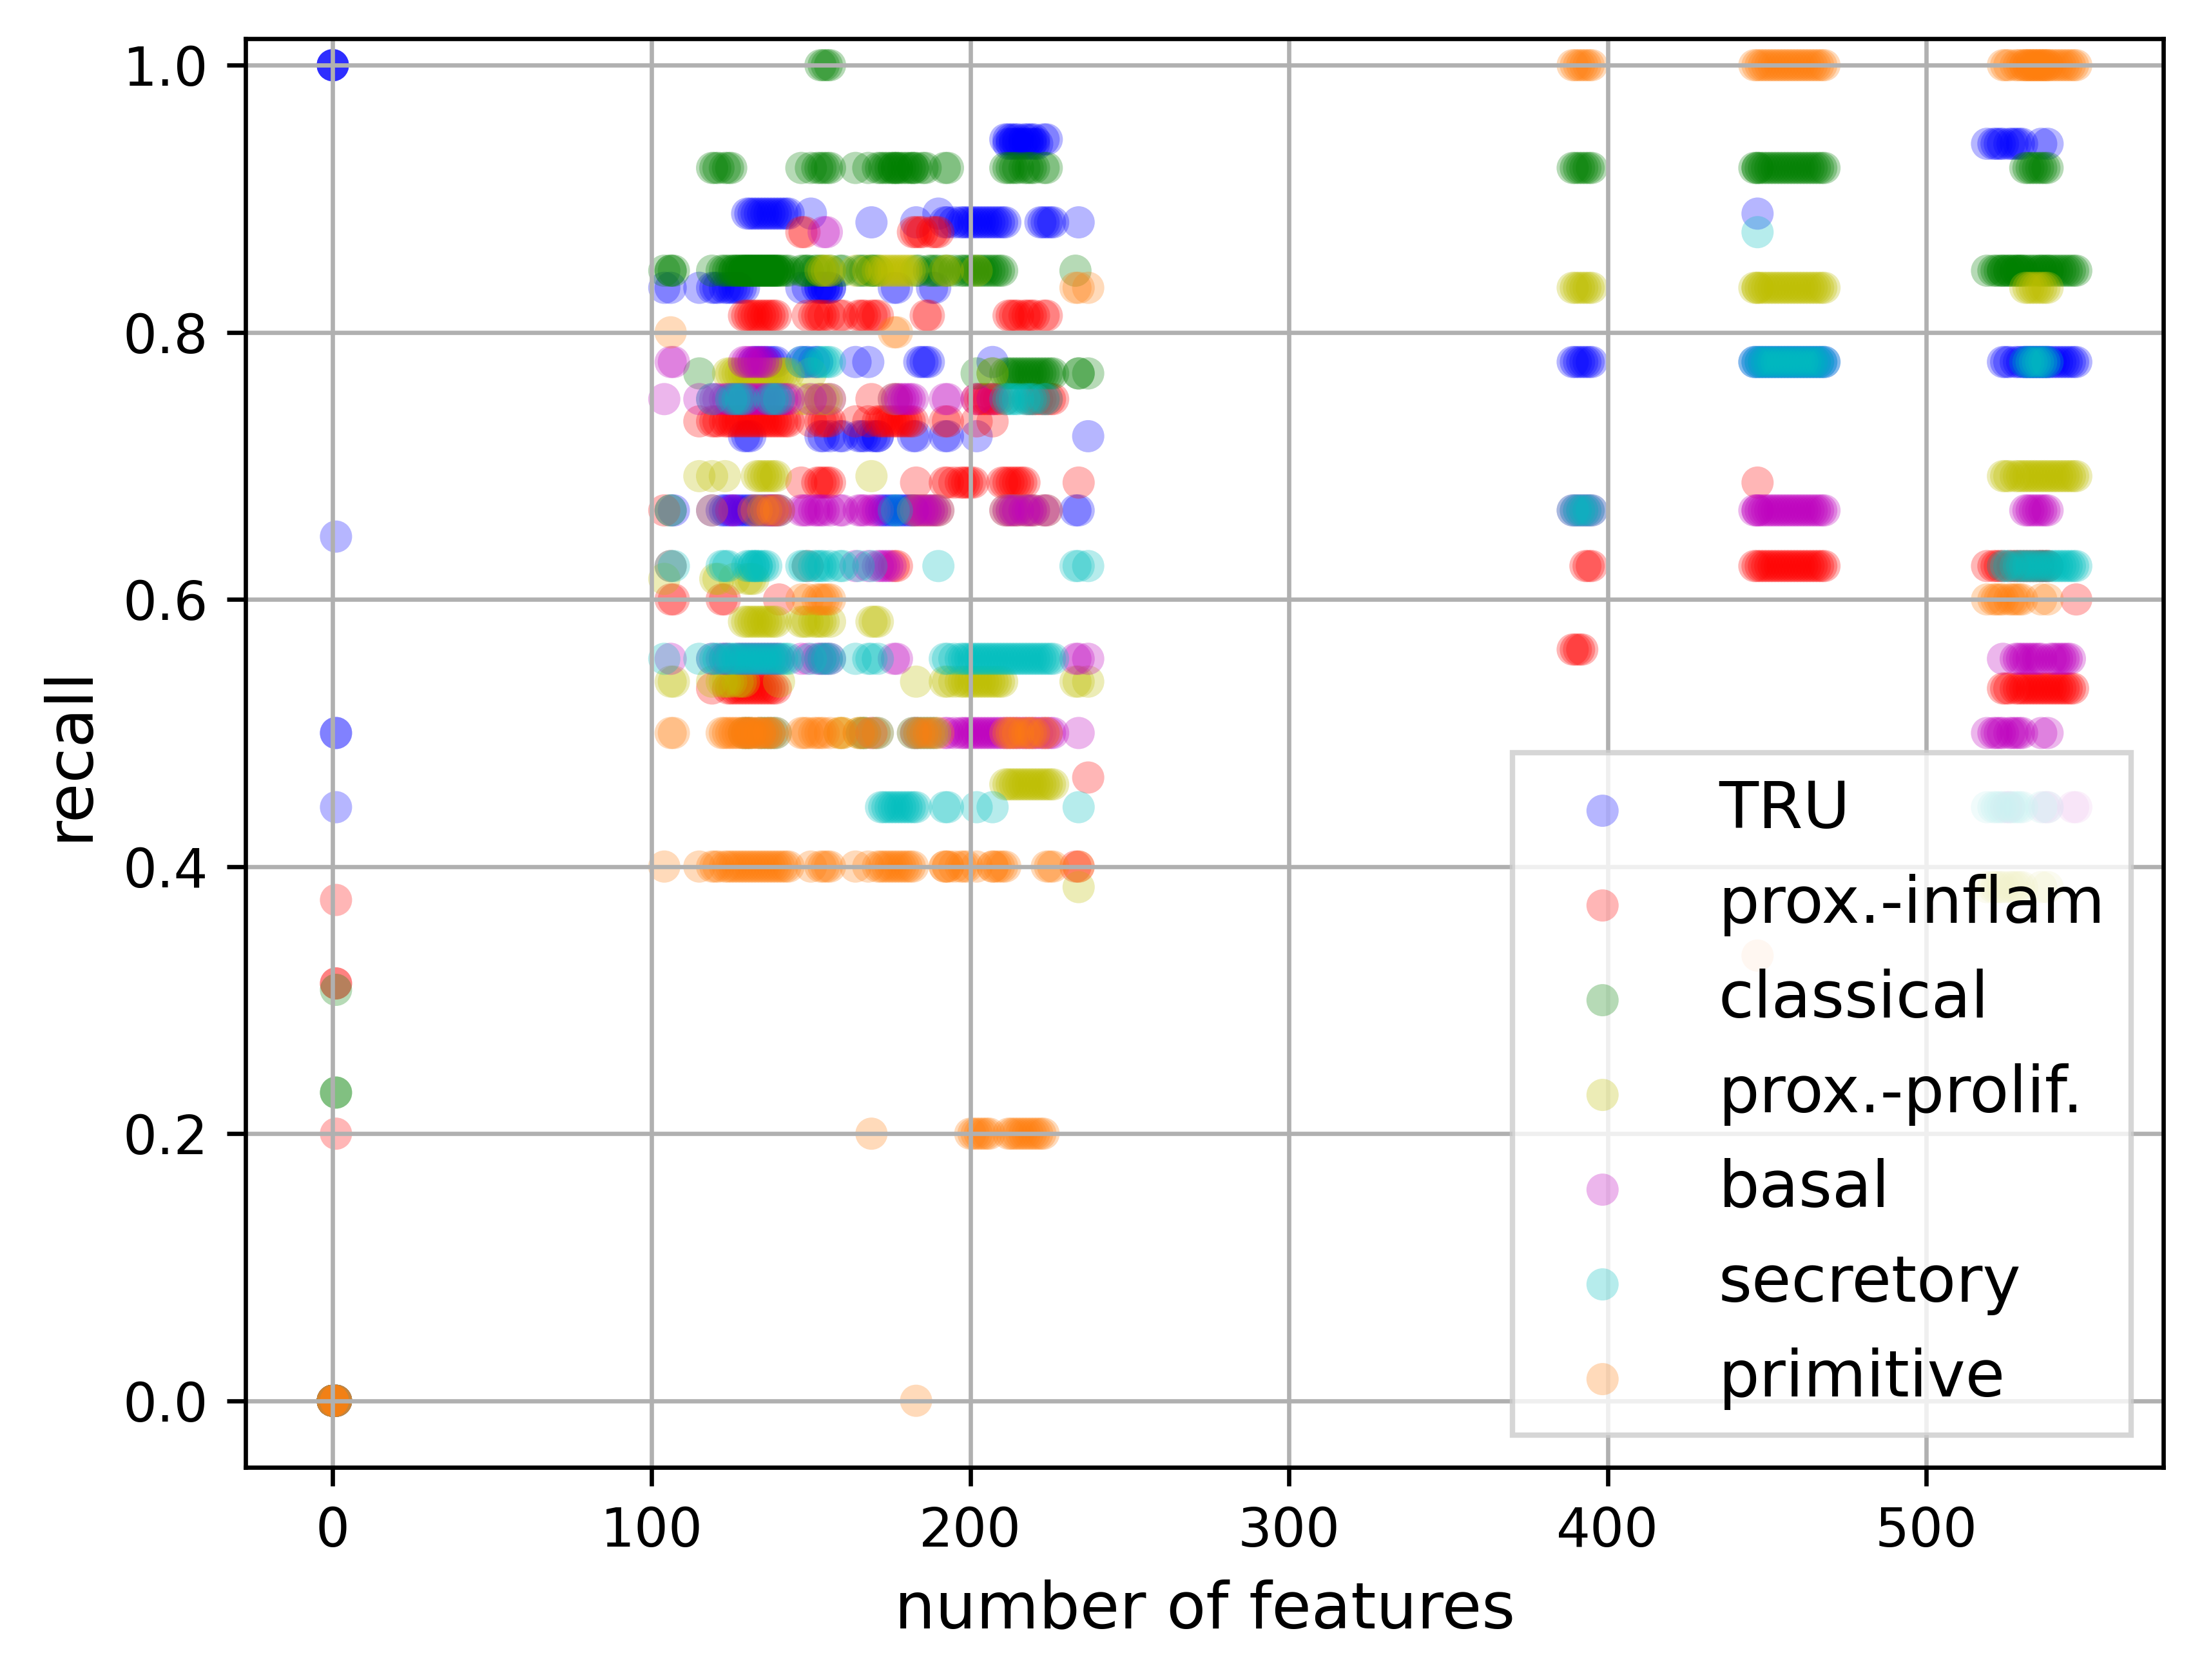 1.0
0.8
0.6
0.4
0.2
0.0
recall
0
100
200
300
400
500
number of features
TRU
prox.-inflam
classical
prox.-prolif.
basal
secretory
primitive